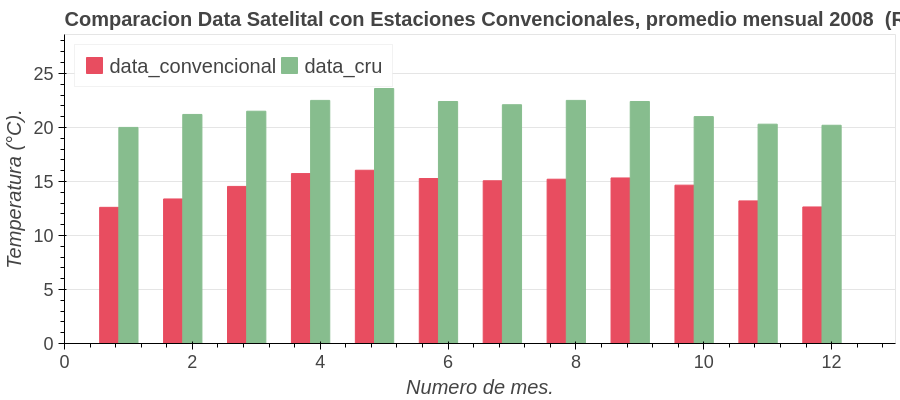 Comparacion Data Satelital con Estaciones Convencionales, promedio mensual 2008 (R
data_convencional data_cru
25
20
15
10
5
0
Temperatura (°C).
0 2 4 6 8 10 12
Numero de mes.